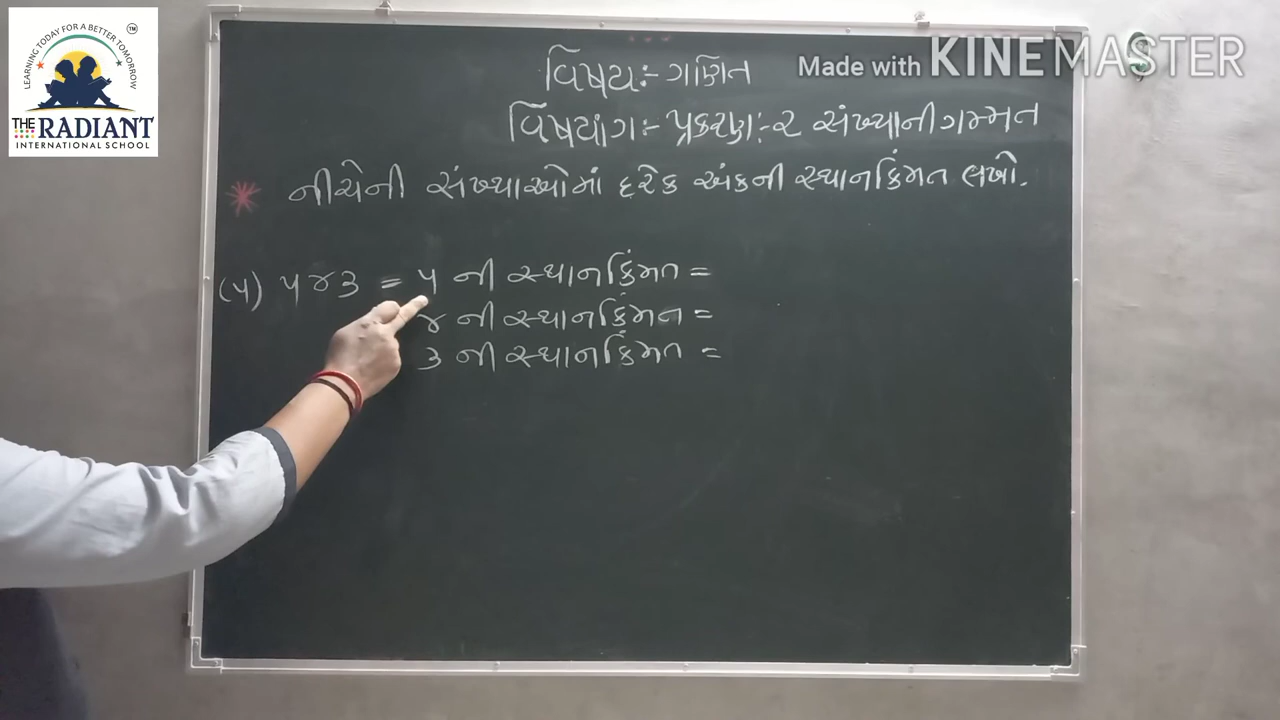 LEARNING TODAY FOR A BETTER TOMORROW
TM
THE RADIANT
INTERNATIONAL SCHOOL
Made with KINEMASTER
વિષય:- ગણિત
વિષયાંગ:- પ્રકરણ:-૨ સંખ્યાની ગમ્મત
* નીચેની સંખ્યાઓમાં દરેક અંકની સ્થાનકિંમત લખો.
(૫) ૫૪૩ = ૫ ની સ્થાનકિંમત =
૪ ની સ્થાનકિંમત =
૩ ની સ્થાનકિંમત =